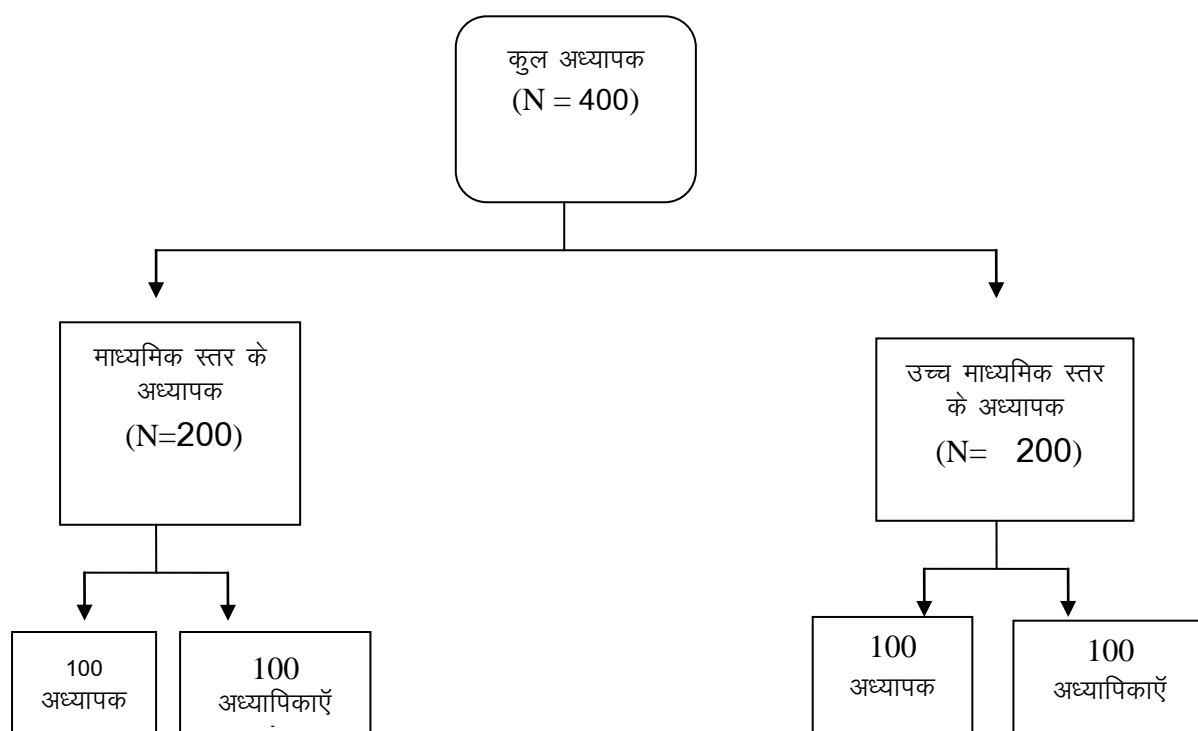 कुल अध्यापक
(N = 400)
माध्यमिक स्तर के
अध्यापक
(N=200)
उच्च माध्यमिक स्तर
के अध्यापक
(N= 200)
100
अध्यापक
100
अध्यापिकाऍ
100
अध्यापक
100
अध्यापिकाऍ